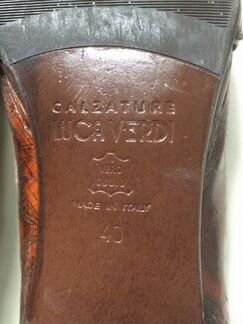 CALZATURE
LUCA VERDI
VERO
CUOIO
MADE IN ITALY
40